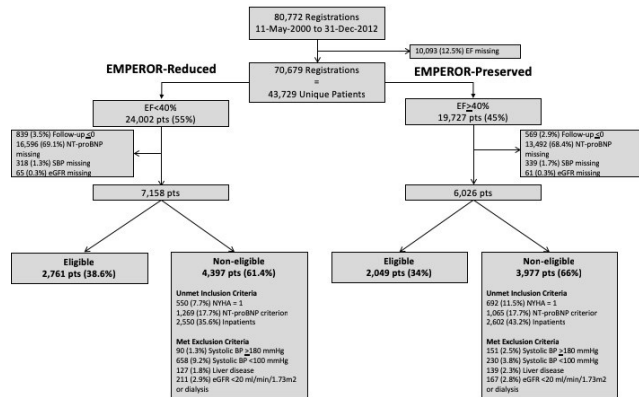 80,772 Registrations
11-May-2000 to 31-Dec-2012
10,093 (12.5%) EF missing
EMPEROR-Reduced
70,679 Registrations
=
43,729 Unique Patients
EMPEROR-Preserved
EF<40%
24,002 pts (55%)
EF≥40%
19,727 pts (45%)
839 (3.5%) Follow-up ≤0
16,596 (69.1%) NT-proBNP
missing
318 (1.3%) SBP missing
65 (0.3%) eGFR missing
569 (2.9%) Follow-up ≤0
13,492 (68.4%) NT-proBNP
missing
339 (1.7%) SBP missing
61 (0.3%) eGFR missing
7,158 pts
6,026 pts
Eligible
2,761 pts (38.6%)
Non-eligible
4,397 pts (61.4%)
Unmet Inclusion Criteria
550 (7.7%) NYHA = 1
1,269 (17.7%) NT-proBNP criterion
2,550 (35.6%) Inpatients
Met Exclusion Criteria
90 (1.3%) Systolic BP ≥180 mmHg
658 (9.2%) Systolic BP <100 mmHg
127 (1.8%) Liver disease
211 (2.9%) eGFR <20 ml/min/1.73m2
or dialysis
Eligible
2,049 pts (34%)
Non-eligible
3,977 pts (66%)
Unmet Inclusion Criteria
692 (11.5%) NYHA = 1
1,065 (17.7%) NT-proBNP criterion
2,602 (43.2%) Inpatients
Met Exclusion Criteria
151 (2.5%) Systolic BP ≥180 mmHg
230 (3.8%) Systolic BP <100 mmHg
139 (2.3%) Liver disease
167 (2.8%) eGFR <20 ml/min/1.73m2
or dialysis